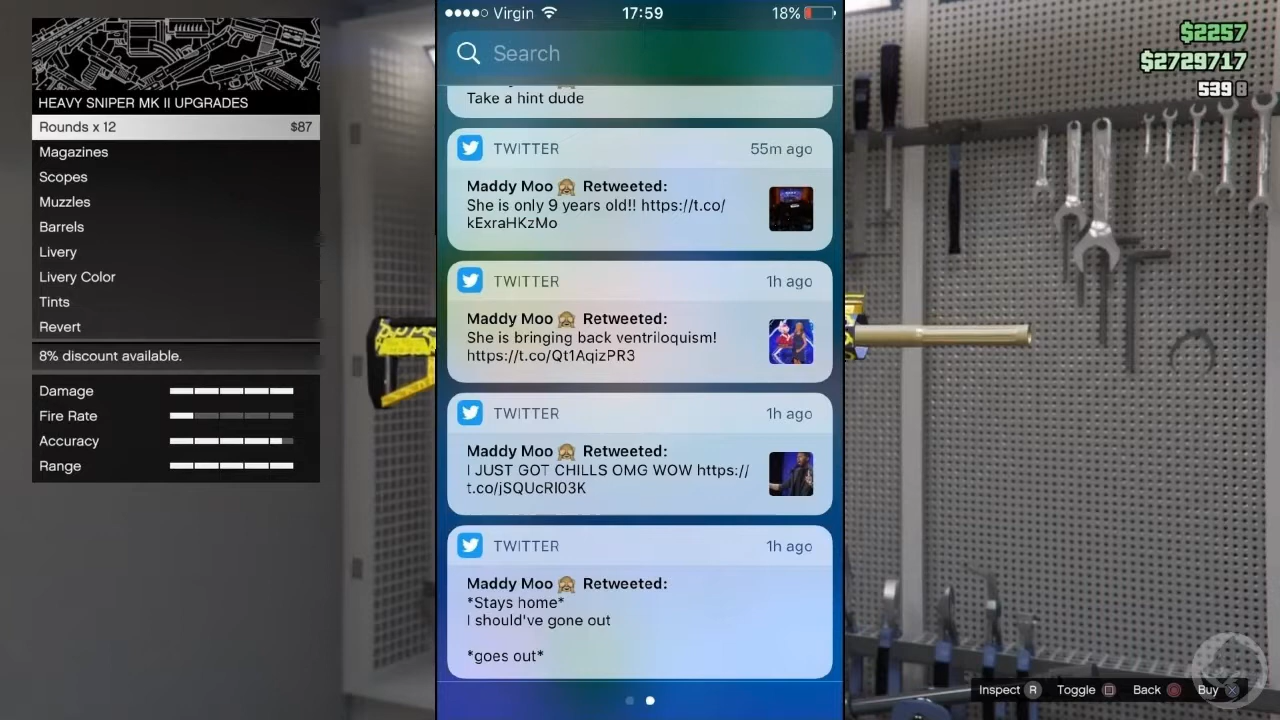 HEAVY SNIPER MK II UPGRADES
Rounds x 12 $87
Magazines
Scopes
Muzzles
Barrels
Livery
Livery Color
Tints
Revert
8% discount available.
Damage
Fire Rate
Accuracy
Range
Virgin 17:59 18%
Search
Take a hint dude
TWITTER 55m ago
Maddy Moo 🙈 Retweeted:
She is only 9 years old!! https://t.co/
kExraHKzMo
TWITTER 1h ago
Maddy Moo 🙈 Retweeted:
She is bringing back ventriloquism!
https://t.co/Qt1AqizPR3
TWITTER 1h ago
Maddy Moo 🙈 Retweeted:
I JUST GOT CHILLS OMG WOW https://
t.co/jSQUcRI03K
TWITTER 1h ago
Maddy Moo 🙈 Retweeted:
*Stays home*
I should've gone out
*goes out*
$2257
$2729717
539 8
Inspect R Toggle Back Buy